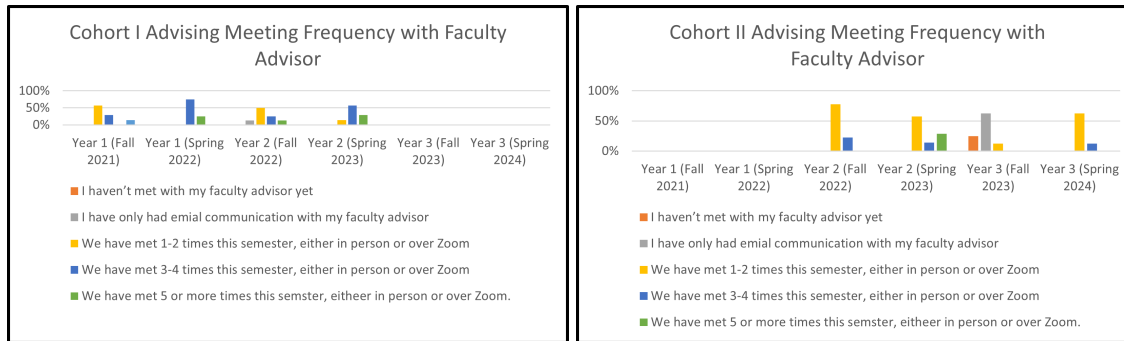 Cohort I Advising Meeting Frequency with Faculty
Advisor
100%
50%
0%
Year 1 (Fall
2021)
Year 1 (Spring
2022)
Year 2 (Fall
2022)
Year 2 (Spring
2023)
Year 3 (Fall
2023)
Year 3 (Spring
2024)
I haven’t met with my faculty advisor yet
I have only had emial communication with my faculty advisor
We have met 1-2 times this semester, either in person or over Zoom
We have met 3-4 times this semester, either in person or over Zoom
We have met 5 or more times this semster, eitheer in person or over Zoom.
Cohort II Advising Meeting Frequency with
Faculty Advisor
100%
50%
0%
Year 1 (Fall
2021)
Year 1 (Spring
2022)
Year 2 (Fall
2022)
Year 2 (Spring
2023)
Year 3 (Fall
2023)
Year 3 (Spring
2024)
I haven’t met with my faculty advisor yet
I have only had emial communication with my faculty advisor
We have met 1-2 times this semester, either in person or over Zoom
We have met 3-4 times this semester, either in person or over Zoom
We have met 5 or more times this semster, eitheer in person or over Zoom.